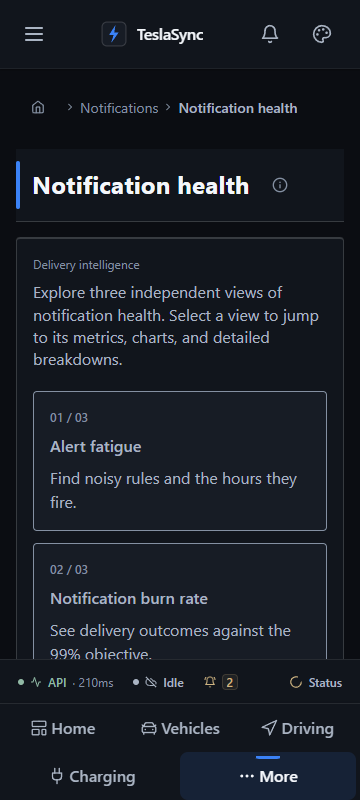 TeslaSync
Notifications Notification health
Notification health
Delivery intelligence
Explore three independent views of
notification health. Select a view to jump
to its metrics, charts, and detailed
breakdowns.
01 / 03
Alert fatigue
Find noisy rules and the hours they
fire.
02 / 03
Notification burn rate
See delivery outcomes against the
99% objective.
API · 210ms Idle 2 Status
Home Vehicles Driving
Charging More